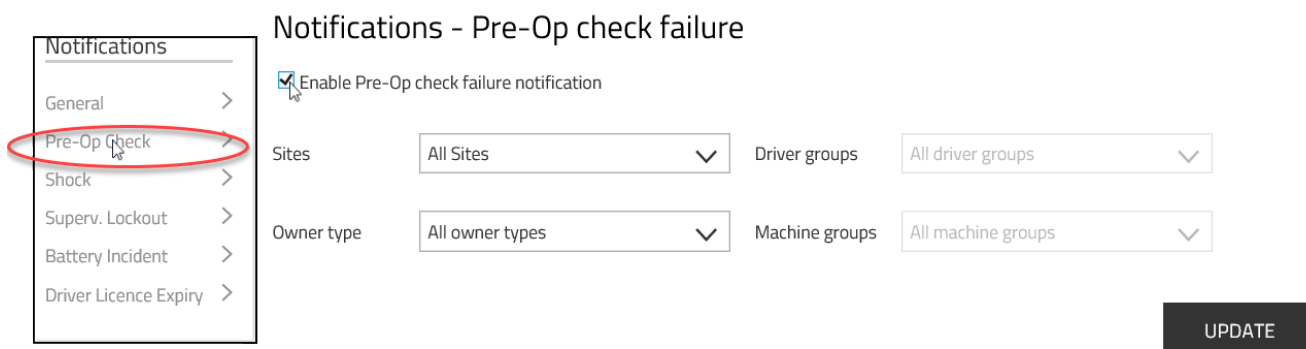 Notifications
General
Pre-Op Check
Shock
Superv. Lockout
Battery Incident
Driver Licence Expiry
Notifications - Pre-Op check failure
Enable Pre-Op check failure notification
Sites All Sites Driver groups All driver groups
Owner type All owner types Machine groups All machine groups
UPDATE